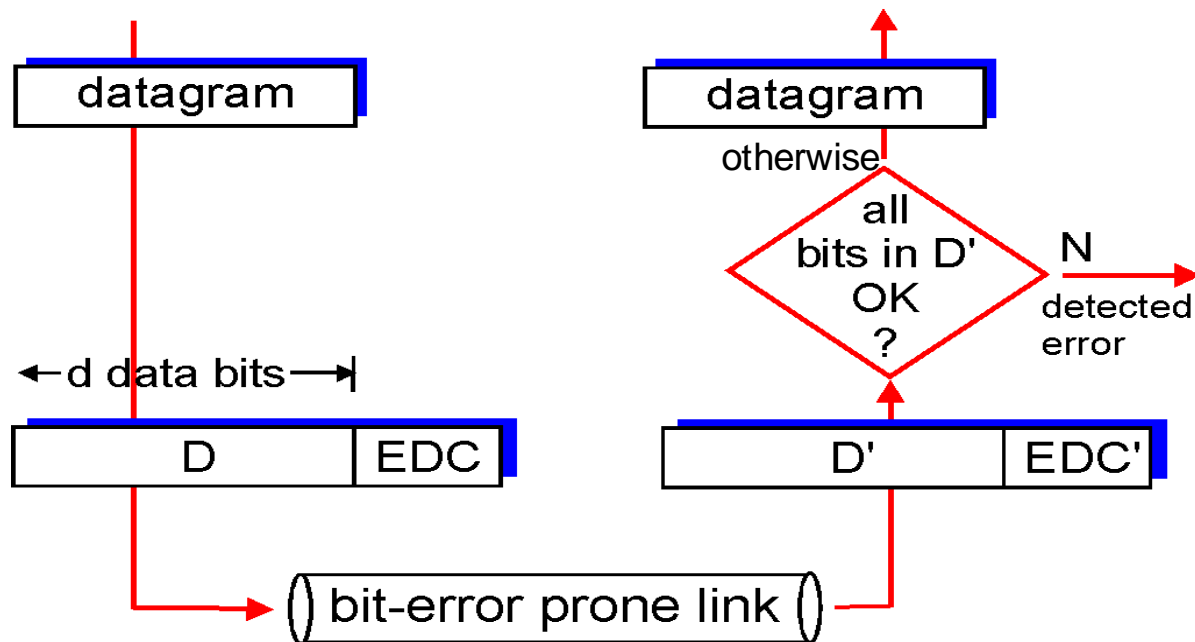 datagram
datagram
otherwise
all
bits in D'
OK
?
N
detected
error
d data bits
D
EDC
D'
EDC'
bit-error prone link